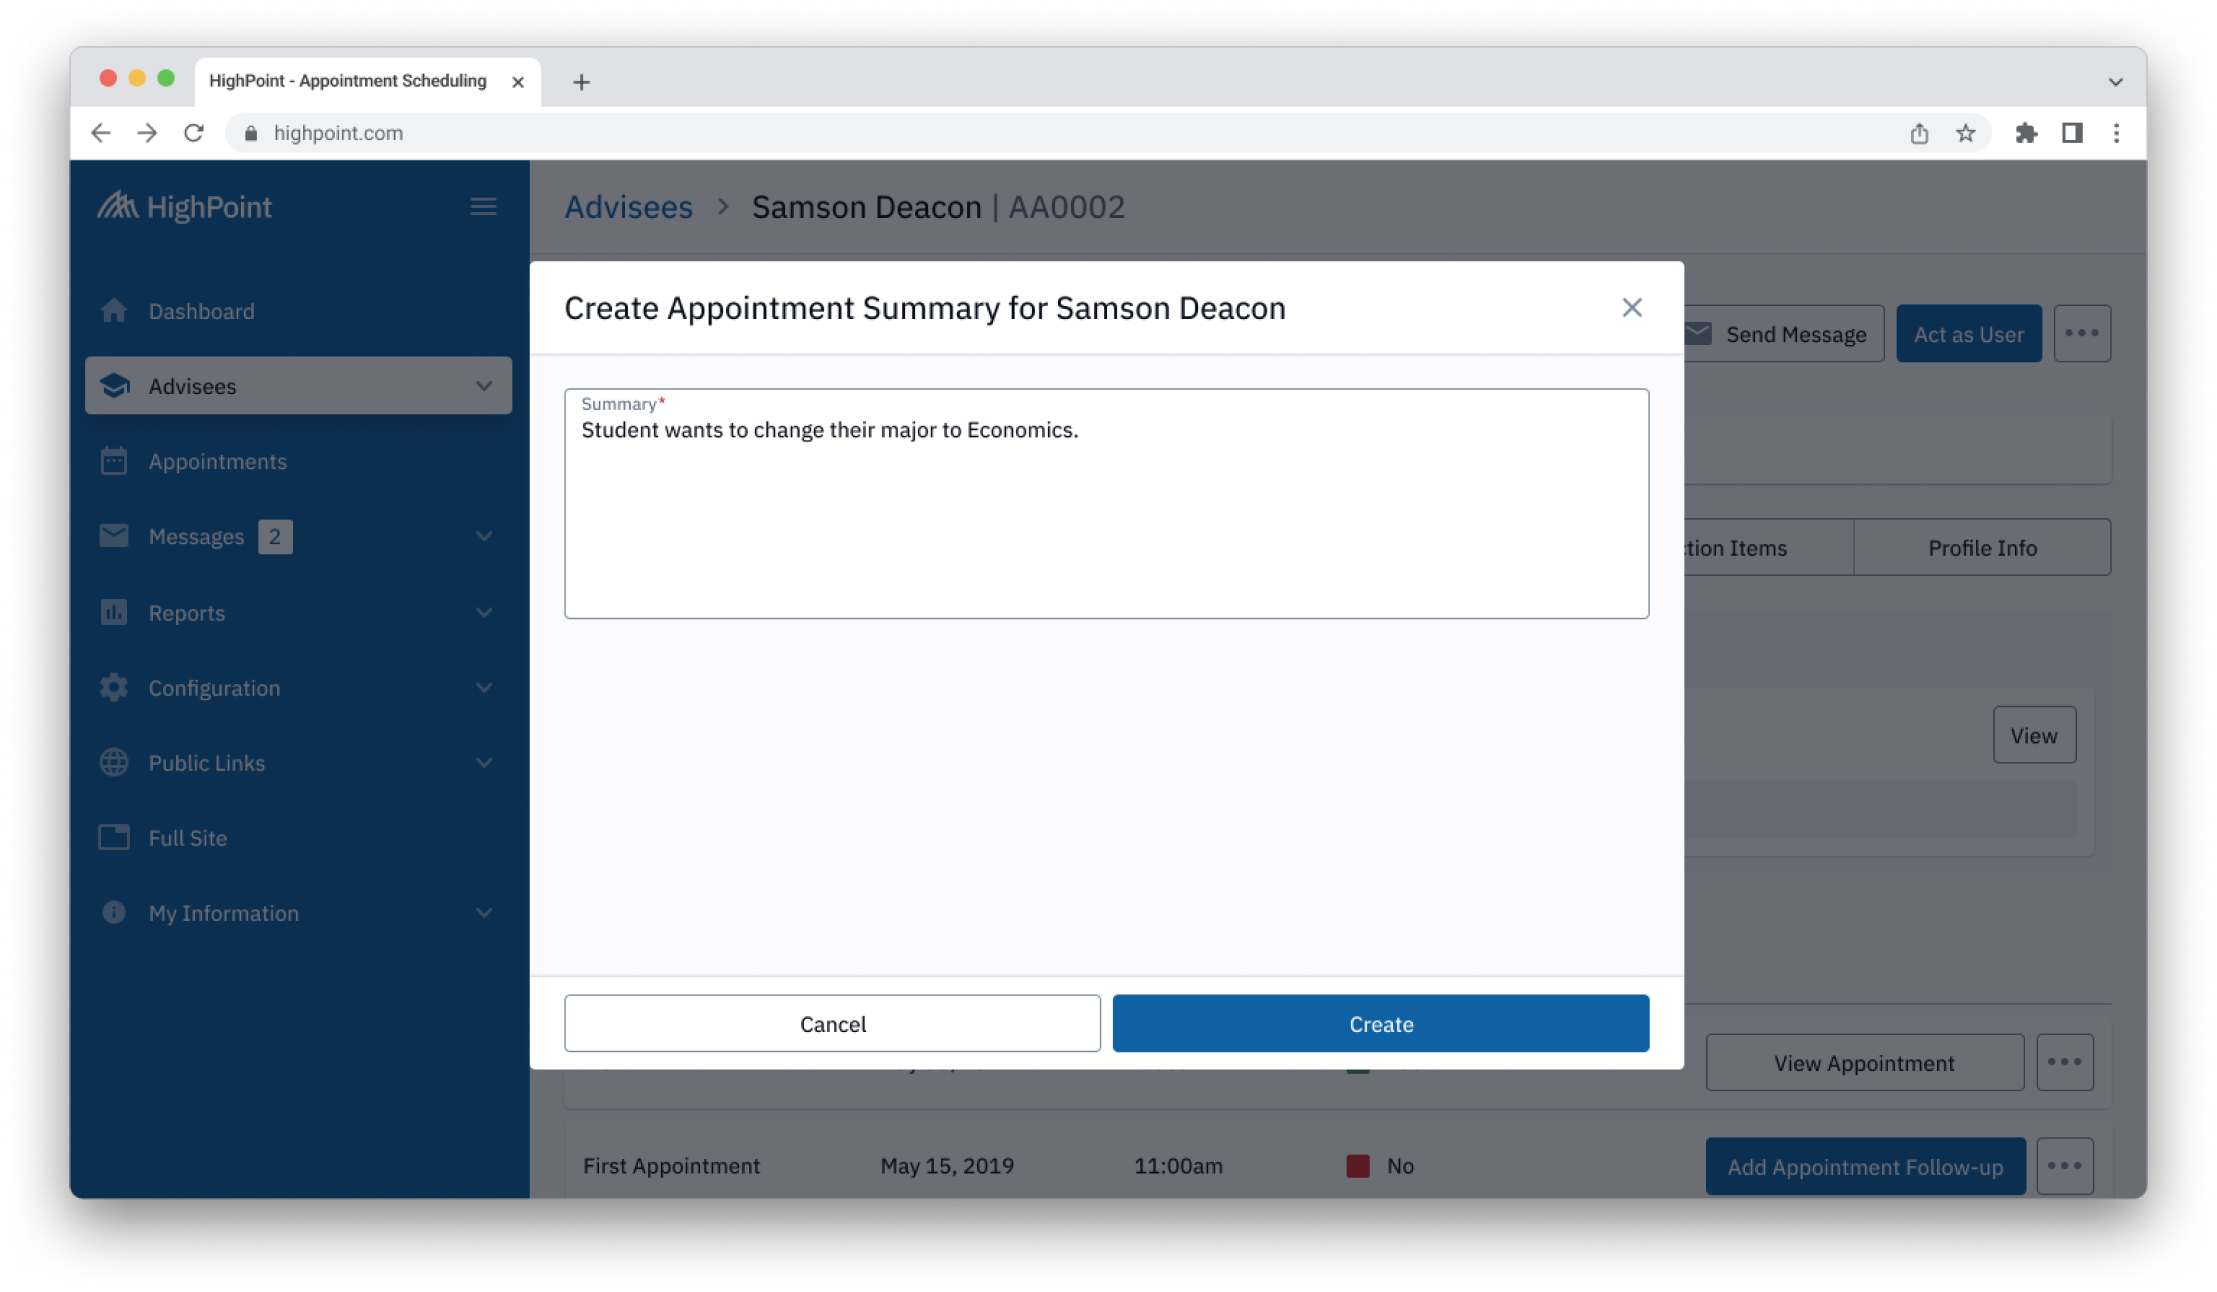 HighPoint - Appointment Scheduling
highpoint.com
HighPoint
Advisees > Samson Deacon | AA0002
Dashboard
Advisees
Appointments
Messages 2
Reports
Configuration
Public Links
Full Site
My Information
Create Appointment Summary for Samson Deacon
Summary*
Student wants to change their major to Economics.
Cancel
Create
Send Message
Act as User
tion Items
Profile Info
View
View Appointment
First Appointment
May 15, 2019
11:00am
No
Add Appointment Follow-up